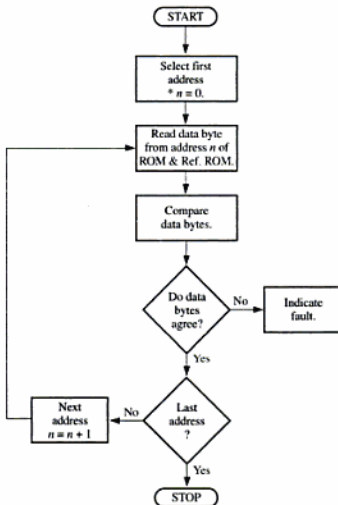 START
Select first
address
* n = 0.
Read data byte
from address n of
ROM & Ref. ROM.
Compare
data bytes.
Do data
bytes
agree?
No
Indicate
fault.
Yes
Last
address
?
No
Next
address
n = n + 1
Yes
STOP